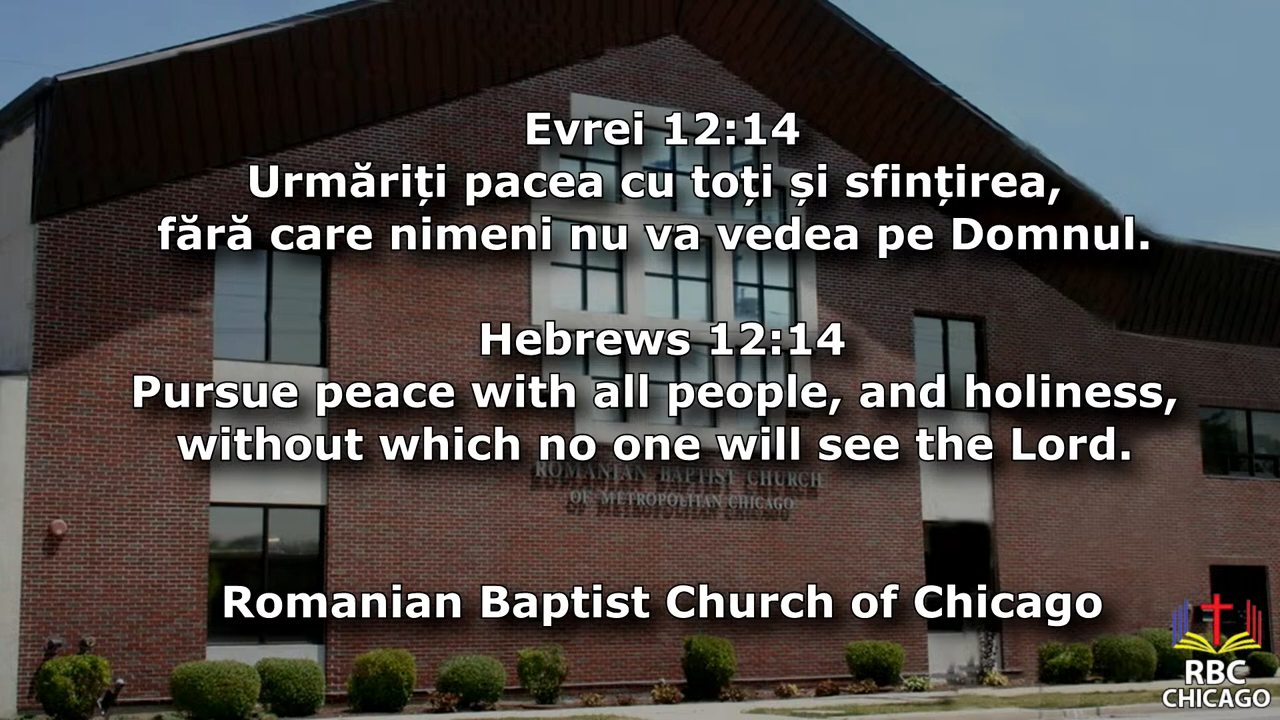 Evrei 12:14
Urmăriți pacea cu toți și sfințirea,
fără care nimeni nu va vedea pe Domnul.
Hebrews 12:14
Pursue peace with all people, and holiness,
without which no one will see the Lord.
ROMANIAN BAPTIST CHURCH
OF METROPOLITAN CHICAGO
Romanian Baptist Church of Chicago
RBC
CHICAGO